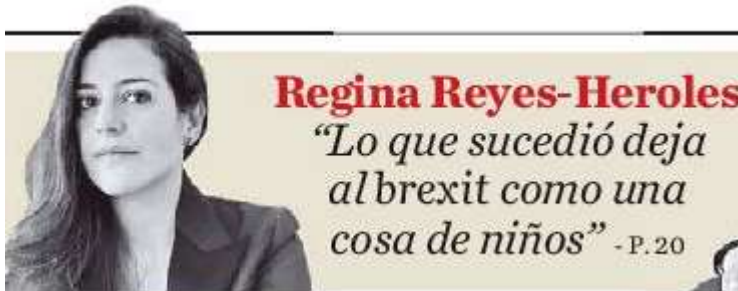 Regina Reyes-Heroles
“Lo que sucedió deja
al brexit como una
cosa de niños” - P. 20